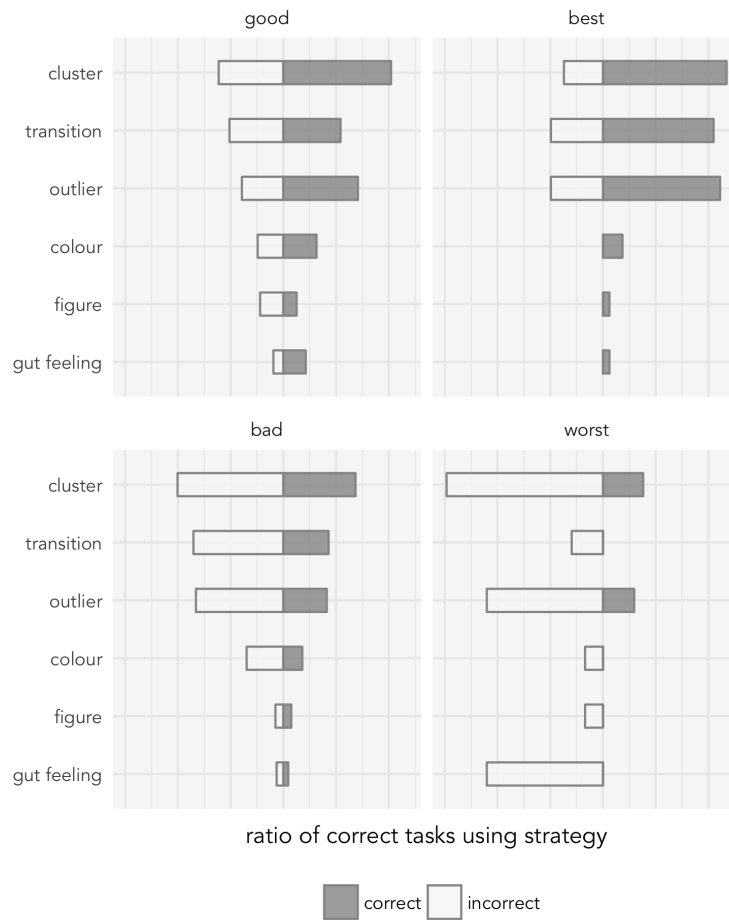 good
best
cluster
transition
outlier
colour
figure
gut feeling
bad
worst
cluster
transition
outlier
colour
figure
gut feeling
ratio of correct tasks using strategy
correct
incorrect